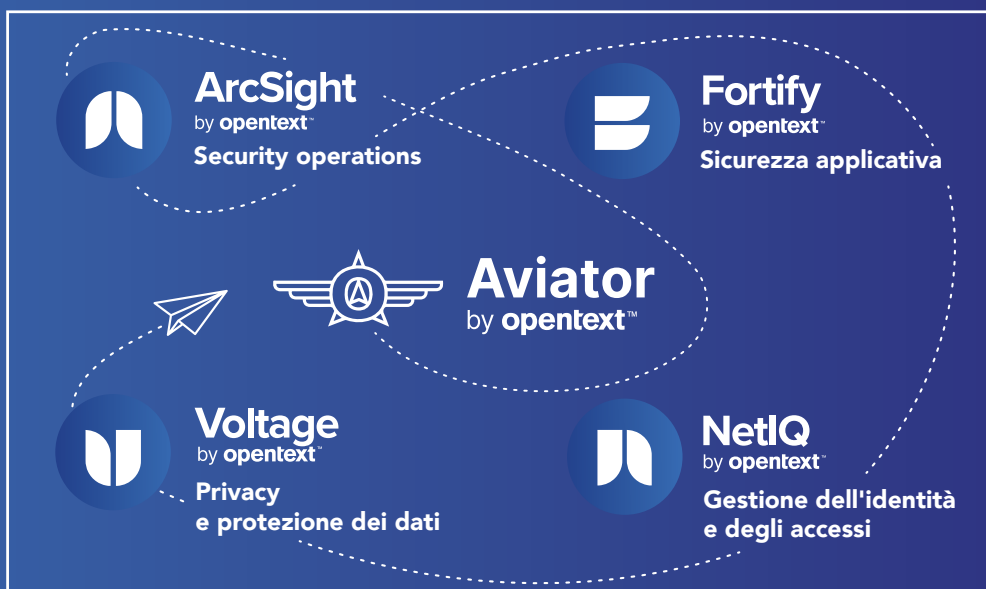 ArcSight
by opentext™
Security operations
Fortify
by opentext™
Sicurezza applicativa
Aviator
by opentext™
Voltage
by opentext™
Privacy
e protezione dei dati
NetIQ
by opentext™
Gestione dell'identità
e degli accessi